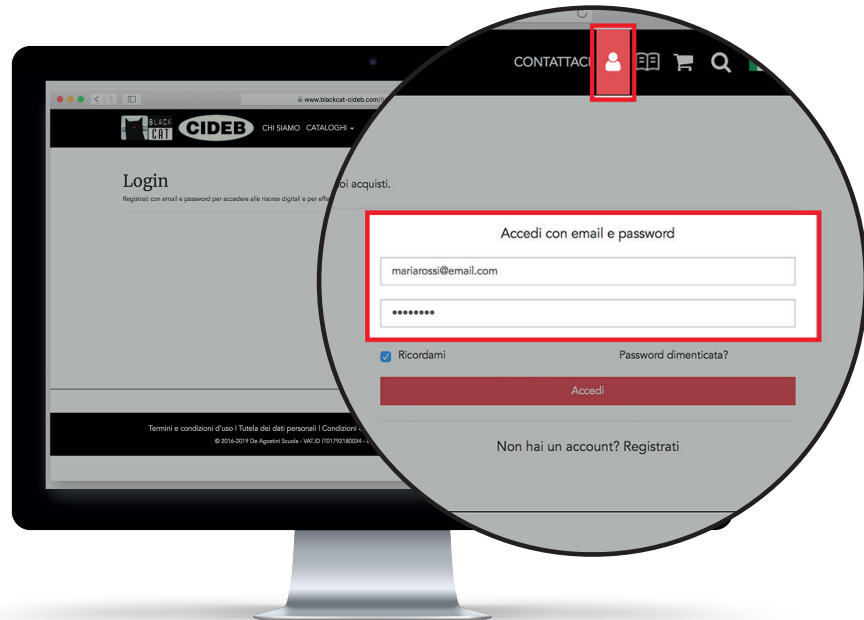 www.blackcat-cideb.com/it
BLACK CAT
CIDEB
CHI SIAMO CATALOGHI
CONTATTACI
Login
Registrati con email e password per accedere alle risorse digitali e per
oi acquisti.
Accedi con email e password
mariarossi@email.com
••••••••
Ricordami
Password dimenticata?
Accedi
Non hai un account? Registrati
Termini e condizioni d'uso | Tutela dei dati personali | Condizioni
© 2016-2019 De Agostini Scuola - VAT.ID IT01792180034 -